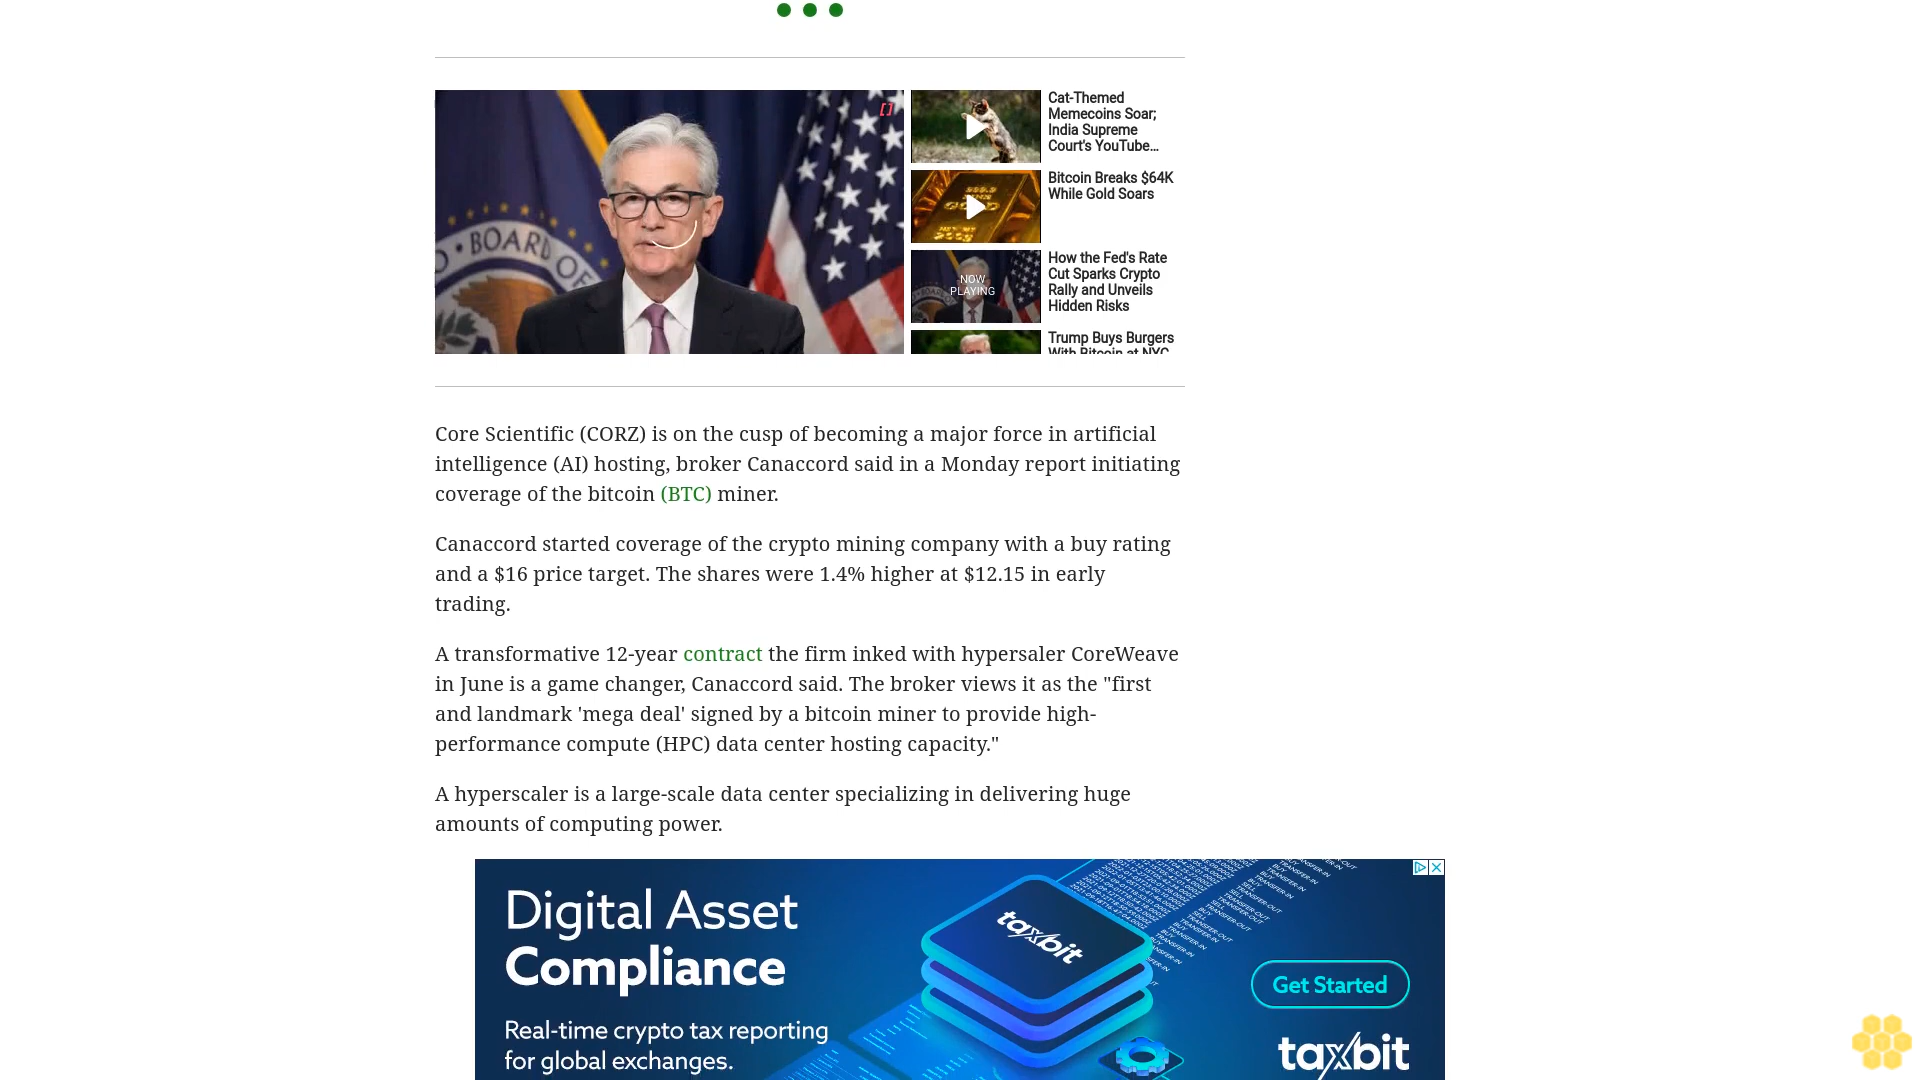 BOARD OF
[ ]
Cat-Themed
Memecoins Soar;
India Supreme
Court's YouTube...
Bitcoin Breaks $64K
While Gold Soars
NOW
PLAYING
How the Fed's Rate
Cut Sparks Crypto
Rally and Unveils
Hidden Risks
Trump Buys Burgers
With Bitcoin at NYC
Core Scientific (CORZ) is on the cusp of becoming a major force in artificial
intelligence (AI) hosting, broker Canaccord said in a Monday report initiating
coverage of the bitcoin (BTC) miner.
Canaccord started coverage of the crypto mining company with a buy rating
and a $16 price target. The shares were 1.4% higher at $12.15 in early
trading.
A transformative 12-year contract the firm inked with hypersaler CoreWeave
in June is a game changer, Canaccord said. The broker views it as the "first
and landmark 'mega deal' signed by a bitcoin miner to provide high-
performance compute (HPC) data center hosting capacity."
A hyperscaler is a large-scale data center specializing in delivering huge
amounts of computing power.
Digital Asset
Compliance
Real-time crypto tax reporting
for global exchanges.
taxbit
Get Started
taxbit